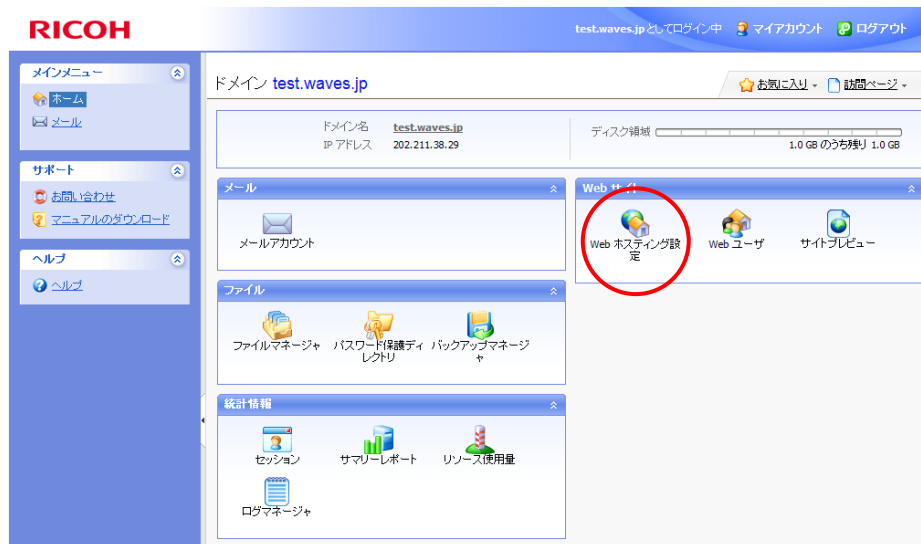 RICOH
test.waves.jpとしてログイン中 マイアカウント ログアウト
メインメニュー
ホーム
メール
サポート
お問い合わせ
マニュアルのダウンロード
ヘルプ
ヘルプ
ドメイン test.waves.jp
お気に入り 訪問ページ
ドメイン名 test.waves.jp
IP アドレス 202.211.38.29
ディスク領域
1.0 GB のうち残り 1.0 GB
メール
メールアカウント
Web サイト
Web ホスティング設
定
Web ユーザ
サイトプレビュー
ファイル
ファイルマネージャ
パスワード保護ディ
レクトリ
バックアップマネージ
ャ
統計情報
セッション
サマリーレポート
リソース使用量
ログマネージャ